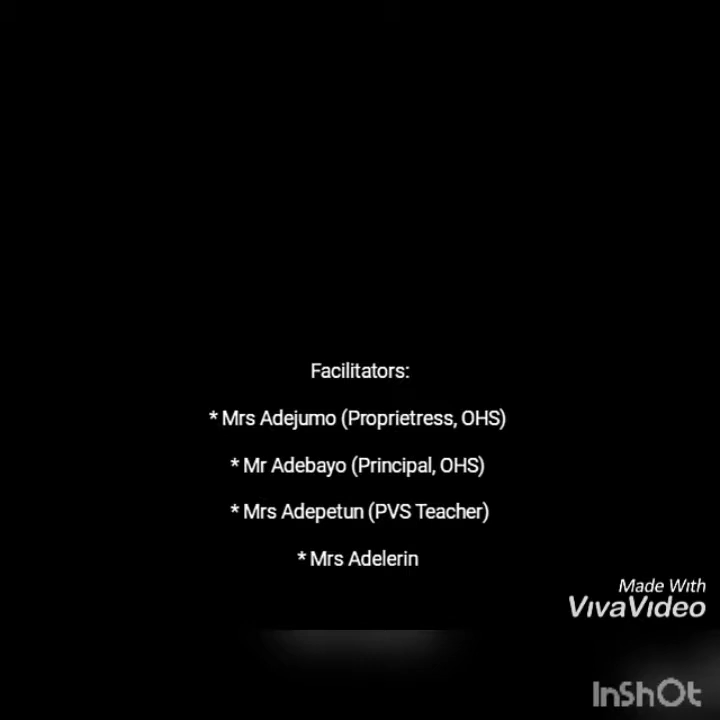 Facilitators:
* Mrs Adejumo (Proprietress, OHS)
* Mr Adebayo (Principal, OHS)
* Mrs Adepetun (PVS Teacher)
* Mrs Adelerin
Made With
VivaVideo
InShOt